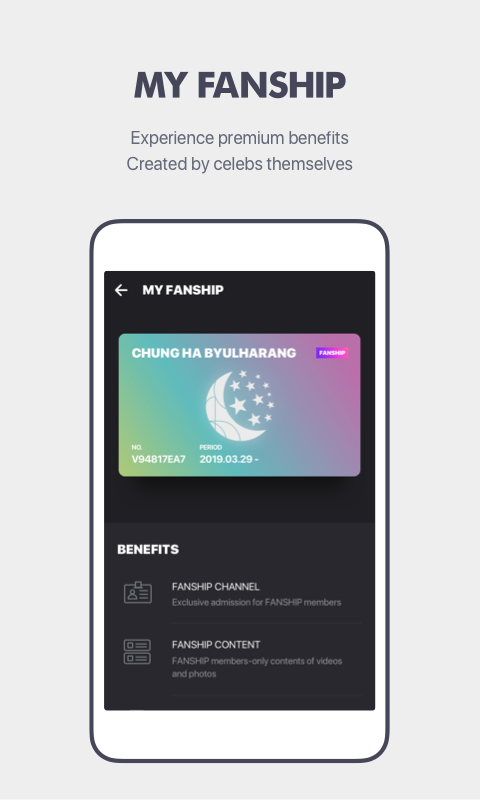 MY FANSHIP
Experience premium benefits
Created by celebs themselves
MY FANSHIP
CHUNG HA BYULHARANG
FANSHIP
NO.
PERIOD
V94817EA7
2019.03.29 -
BENEFITS
FANSHIP CHANNEL
Exclusive admission for FANSHIP members
FANSHIP CONTENT
FANSHIP members-only contents of videos
and photos